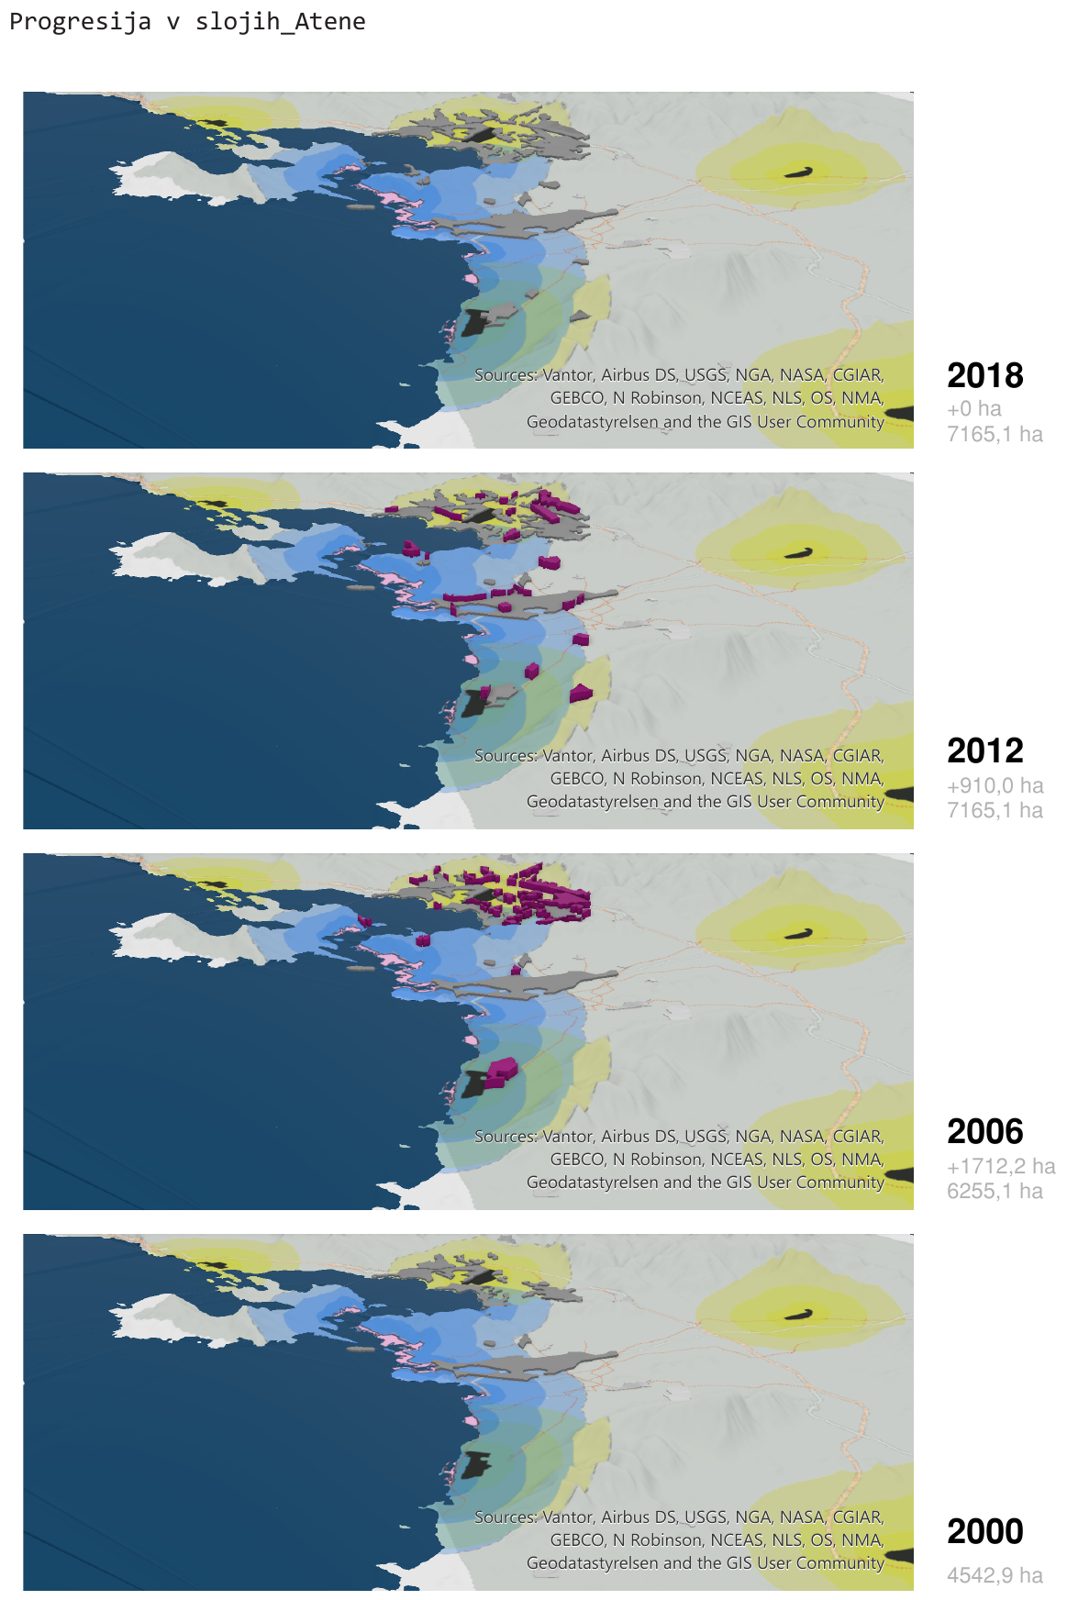 Progresija v slojih_Atene
Sources: Vantor, Airbus DS, USGS, NGA, NASA, CGIAR,
GEBCO, N Robinson, NCEAS, NLS, OS, NMA,
Geodatastyrelsen and the GIS User Community
2018
+0 ha
7165,1 ha
Sources: Vantor, Airbus DS, USGS, NGA, NASA, CGIAR,
GEBCO, N Robinson, NCEAS, NLS, OS, NMA,
Geodatastyrelsen and the GIS User Community
2012
+910,0 ha
7165,1 ha
Sources: Vantor, Airbus DS, USGS, NGA, NASA, CGIAR,
GEBCO, N Robinson, NCEAS, NLS, OS, NMA,
Geodatastyrelsen and the GIS User Community
2006
+1712,2 ha
6255,1 ha
Sources: Vantor, Airbus DS, USGS, NGA, NASA, CGIAR,
GEBCO, N Robinson, NCEAS, NLS, OS, NMA,
Geodatastyrelsen and the GIS User Community
2000
4542,9 ha